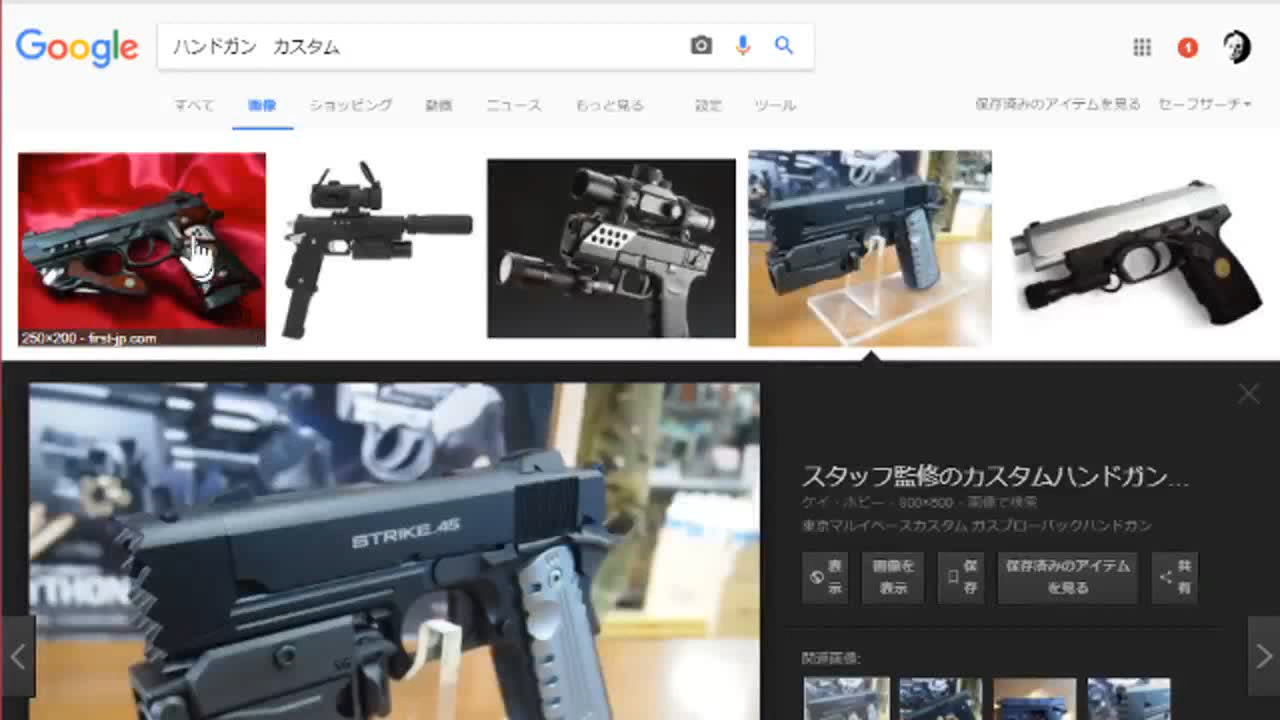 Google
ハンドガン カスタム
1
すべて 画像 ショッピング 動画 ニュース もっと見る 設定 ツール 保存済みのアイテムを見る セーフサーチ
STRIKE.45
250×200 - first-jp.com
スタッフ監修のカスタムハンドガン...
ケイ・ホビー - 800×600 - 画像で検索
東京マルイベースカスタム ガスブローバックハンドガン
STRIKE.45
表示
画像を表示
保存
保存済みのアイテムを見る
共有
YTHON
関連画像: